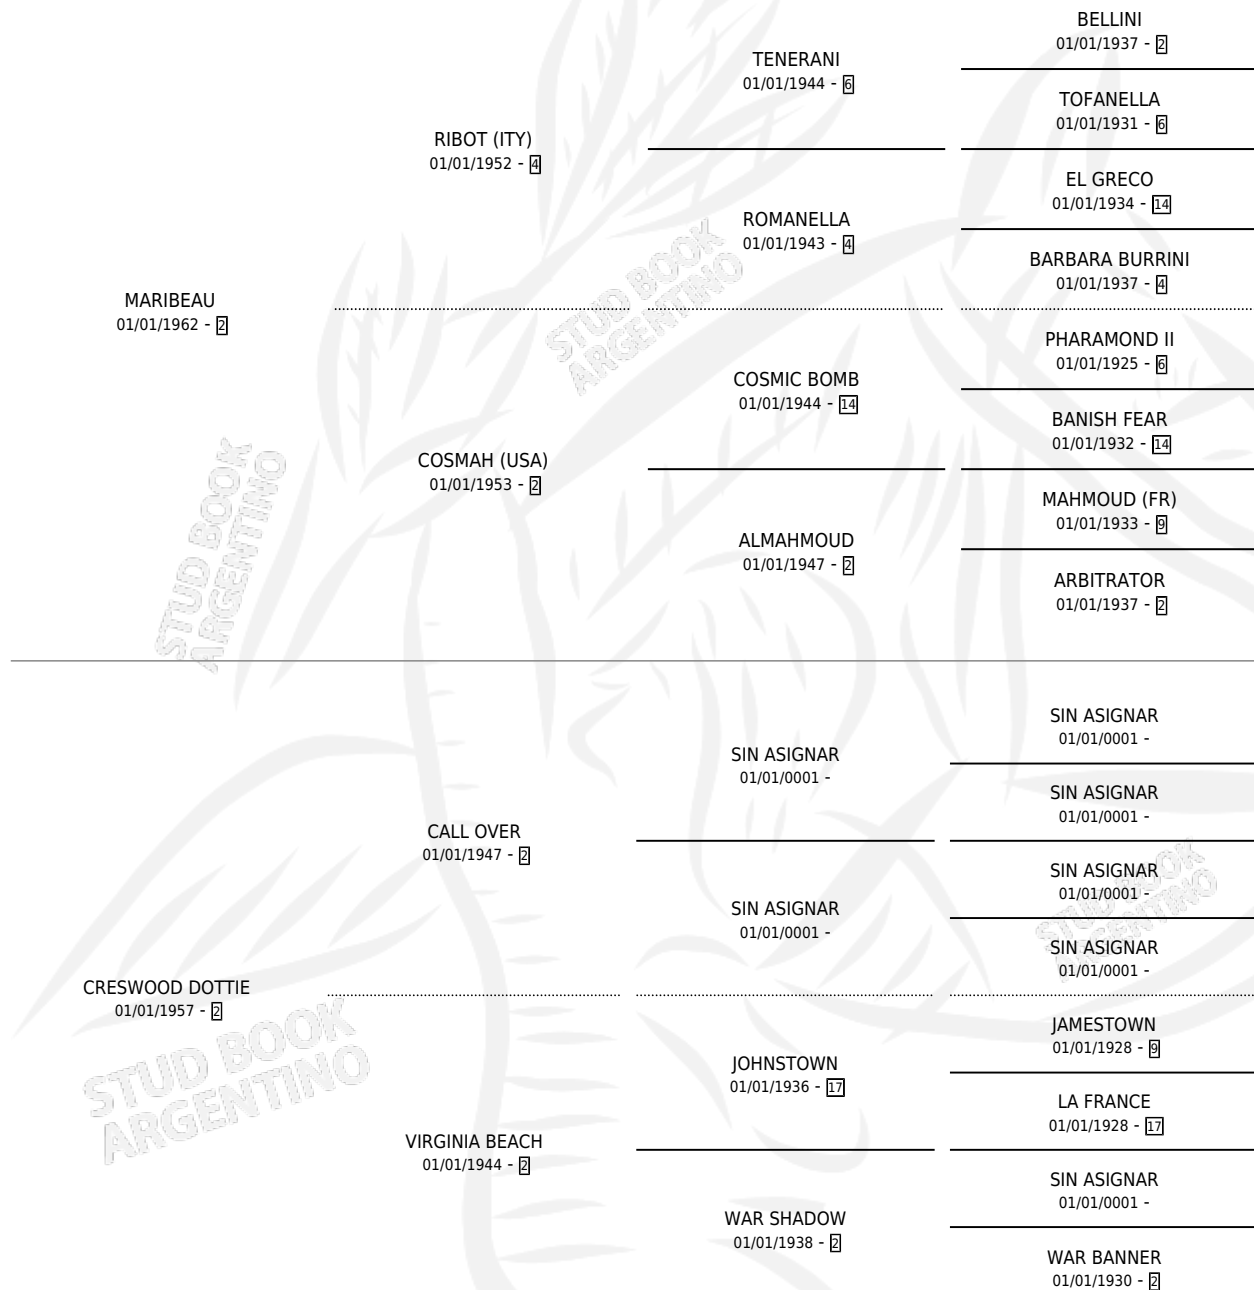 BELLINI
01/01/1937 - 2
TENERANI
01/01/1944 - 6
TOFANELLA
01/01/1931 - 6
RIBOT (ITY)
01/01/1952 - 4
EL GRECO
01/01/1934 - 14
ROMANELLA
01/01/1943 - 4
BARBARA BURRINI
01/01/1937 - 4
MARIBEAU
01/01/1962 - 2
STUD BOOK
ARGENTINO
PHARAMOND II
01/01/1925 - 6
COSMIC BOMB
01/01/1944 - 14
BANISH FEAR
01/01/1932 - 14
COSMAH (USA)
01/01/1953 - 2
MAHMOUD (FR)
01/01/1933 - 9
ALMAHMOUD
01/01/1947 - 2
ARBITRATOR
01/01/1937 - 2
STUD BOOK
ARGENTINO
SIN ASIGNAR
01/01/0001 -
SIN ASIGNAR
01/01/0001 -
SIN ASIGNAR
01/01/0001 -
CALL OVER
01/01/1947 - 2
SIN ASIGNAR
01/01/0001 -
SIN ASIGNAR
01/01/0001 -
SIN ASIGNAR
01/01/0001 -
STUD BOOK
ARGENTINO
CRESWOOD DOTTIE
01/01/1957 - 2
STUD BOOK
ARGENTINO
JAMESTOWN
01/01/1928 - 9
JOHNSTOWN
01/01/1936 - 17
LA FRANCE
01/01/1928 - 17
VIRGINIA BEACH
01/01/1944 - 2
SIN ASIGNAR
01/01/0001 -
WAR SHADOW
01/01/1938 - 2
WAR BANNER
01/01/1930 - 2